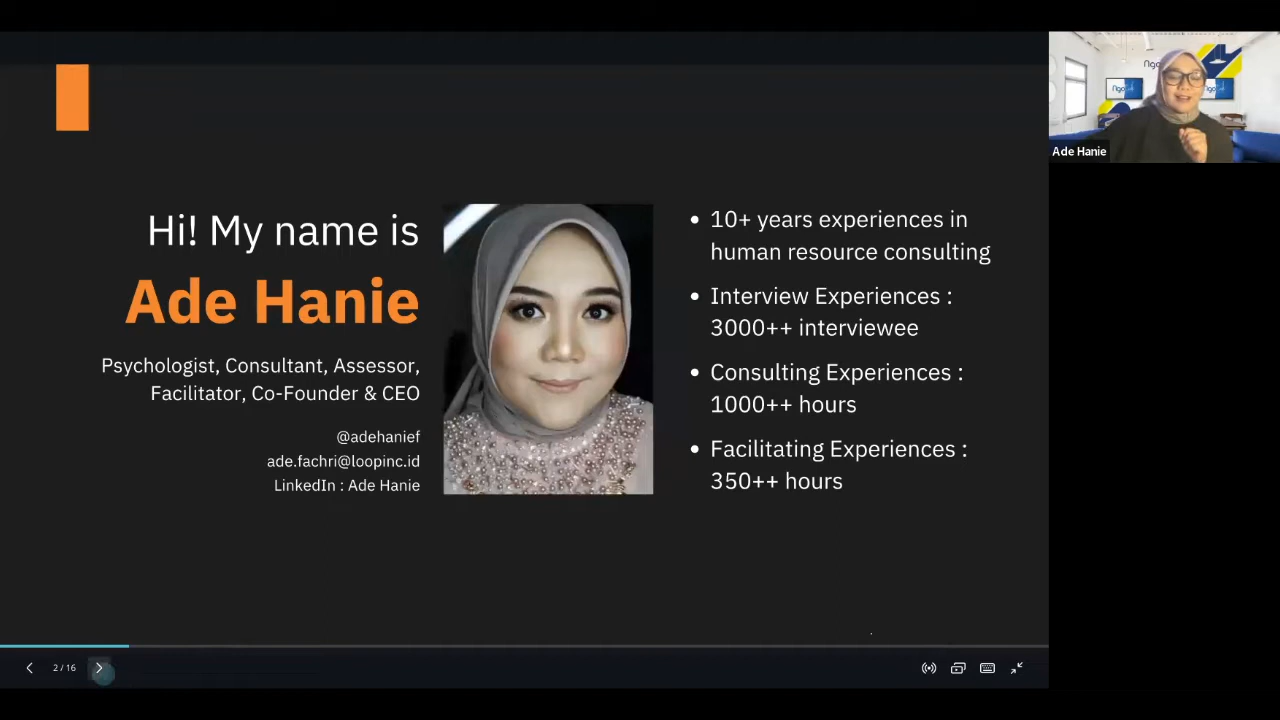 Hi! My name is
Ade Hanie
Psychologist, Consultant, Assessor,
Facilitator, Co-Founder & CEO
@adehanief
ade.fachri@loopinc.id
LinkedIn : Ade Hanie
• 10+ years experiences in
human resource consulting
• Interview Experiences :
3000++ interviewee
• Consulting Experiences :
1000++ hours
• Facilitating Experiences :
350++ hours
2 / 16
Ade Hanie